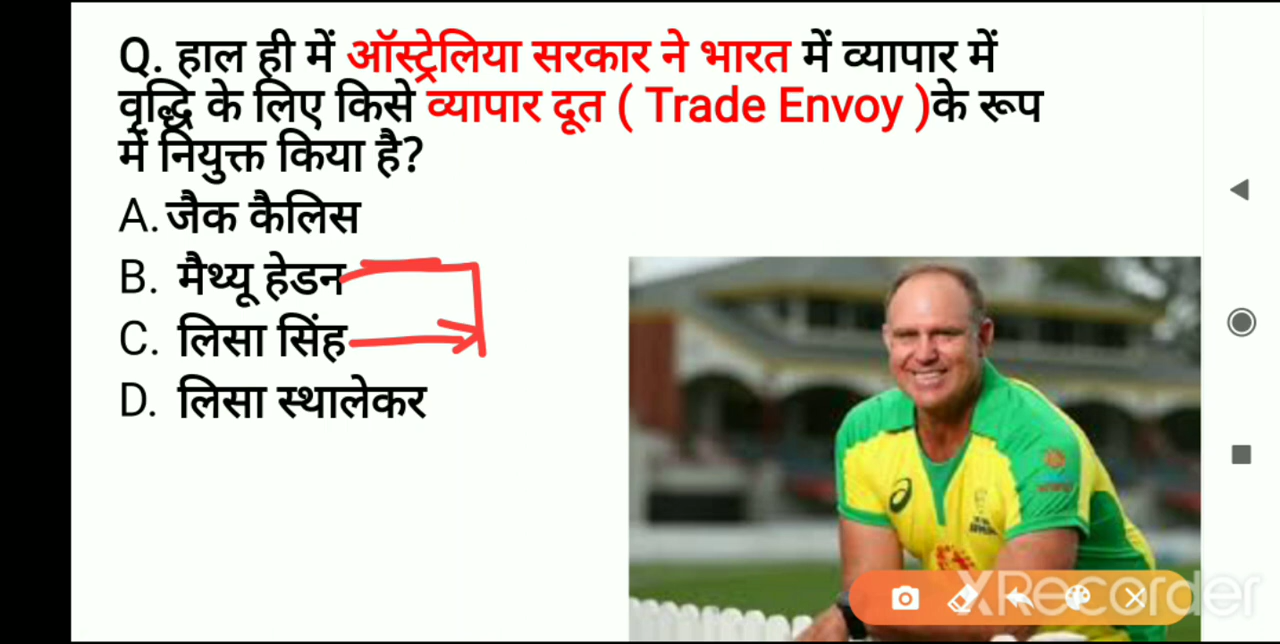 Q. हाल ही में ऑस्ट्रेलिया सरकार ने भारत में व्यापार में
वृद्धि के लिए किसे व्यापार दूत ( Trade Envoy )के रूप
में नियुक्त किया है?
A. जैक कैलिस
B. मैथ्यू हेडन
C. लिसा सिंह
D. लिसा स्थालेकर
XRecorder